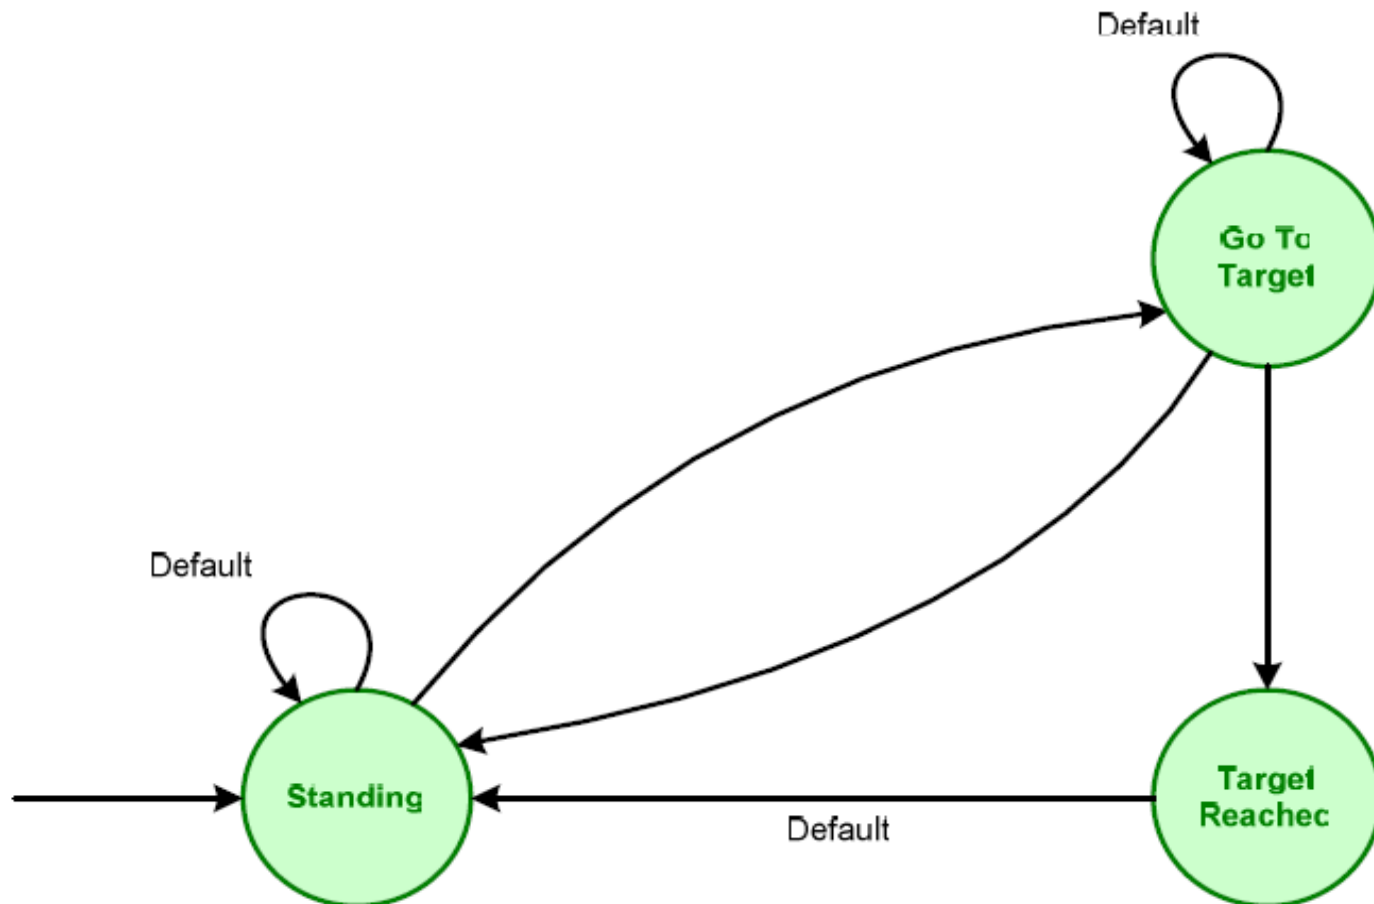 Default
Go To
Target
Default
Standing
Target
Reached
Default